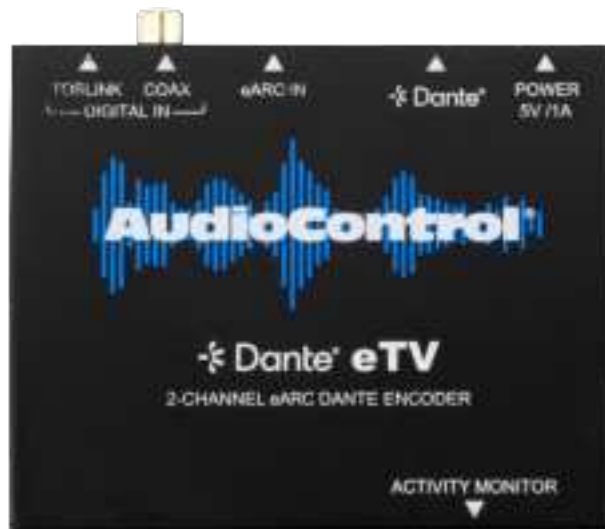 TOSLINK COAX eARC IN Dante® POWER
DIGITAL IN 5V /1A
AudioControl®
Dante® eTV
2-CHANNEL eARC DANTE ENCODER
ACTIVITY MONITOR